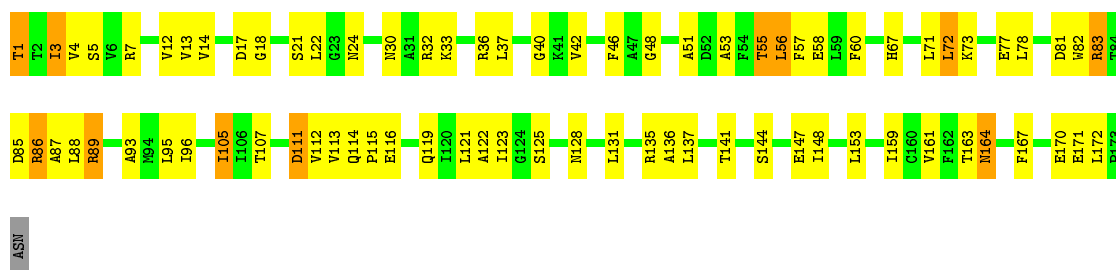 T1 T2 I3 V4 S5 V6 R7 V12 V13 V14 D17 G18 S21 L22 G23 N24 N30 A31 R32 K33 R36 L37 G40 K41 V42 F46 A47 G48 A51 D52 A53 F54 T55 L56 F57 E58 L59 F60 H67 L71 L72 K73 E77 L78 D81 W82 R83 T84
D85 R86 A87 L88 R89 A93 M94 L95 I96 I105 I106 T107 D111 V112 V113 Q114 P115 E116 Q119 I120 L121 A122 I123 G124 S125 N128 L131 R135 A136 L137 T141 S144 E147 I148 L153 I159 C160 V161 F162 T163 N164 F167 E170 E171 L172 P173
ASN